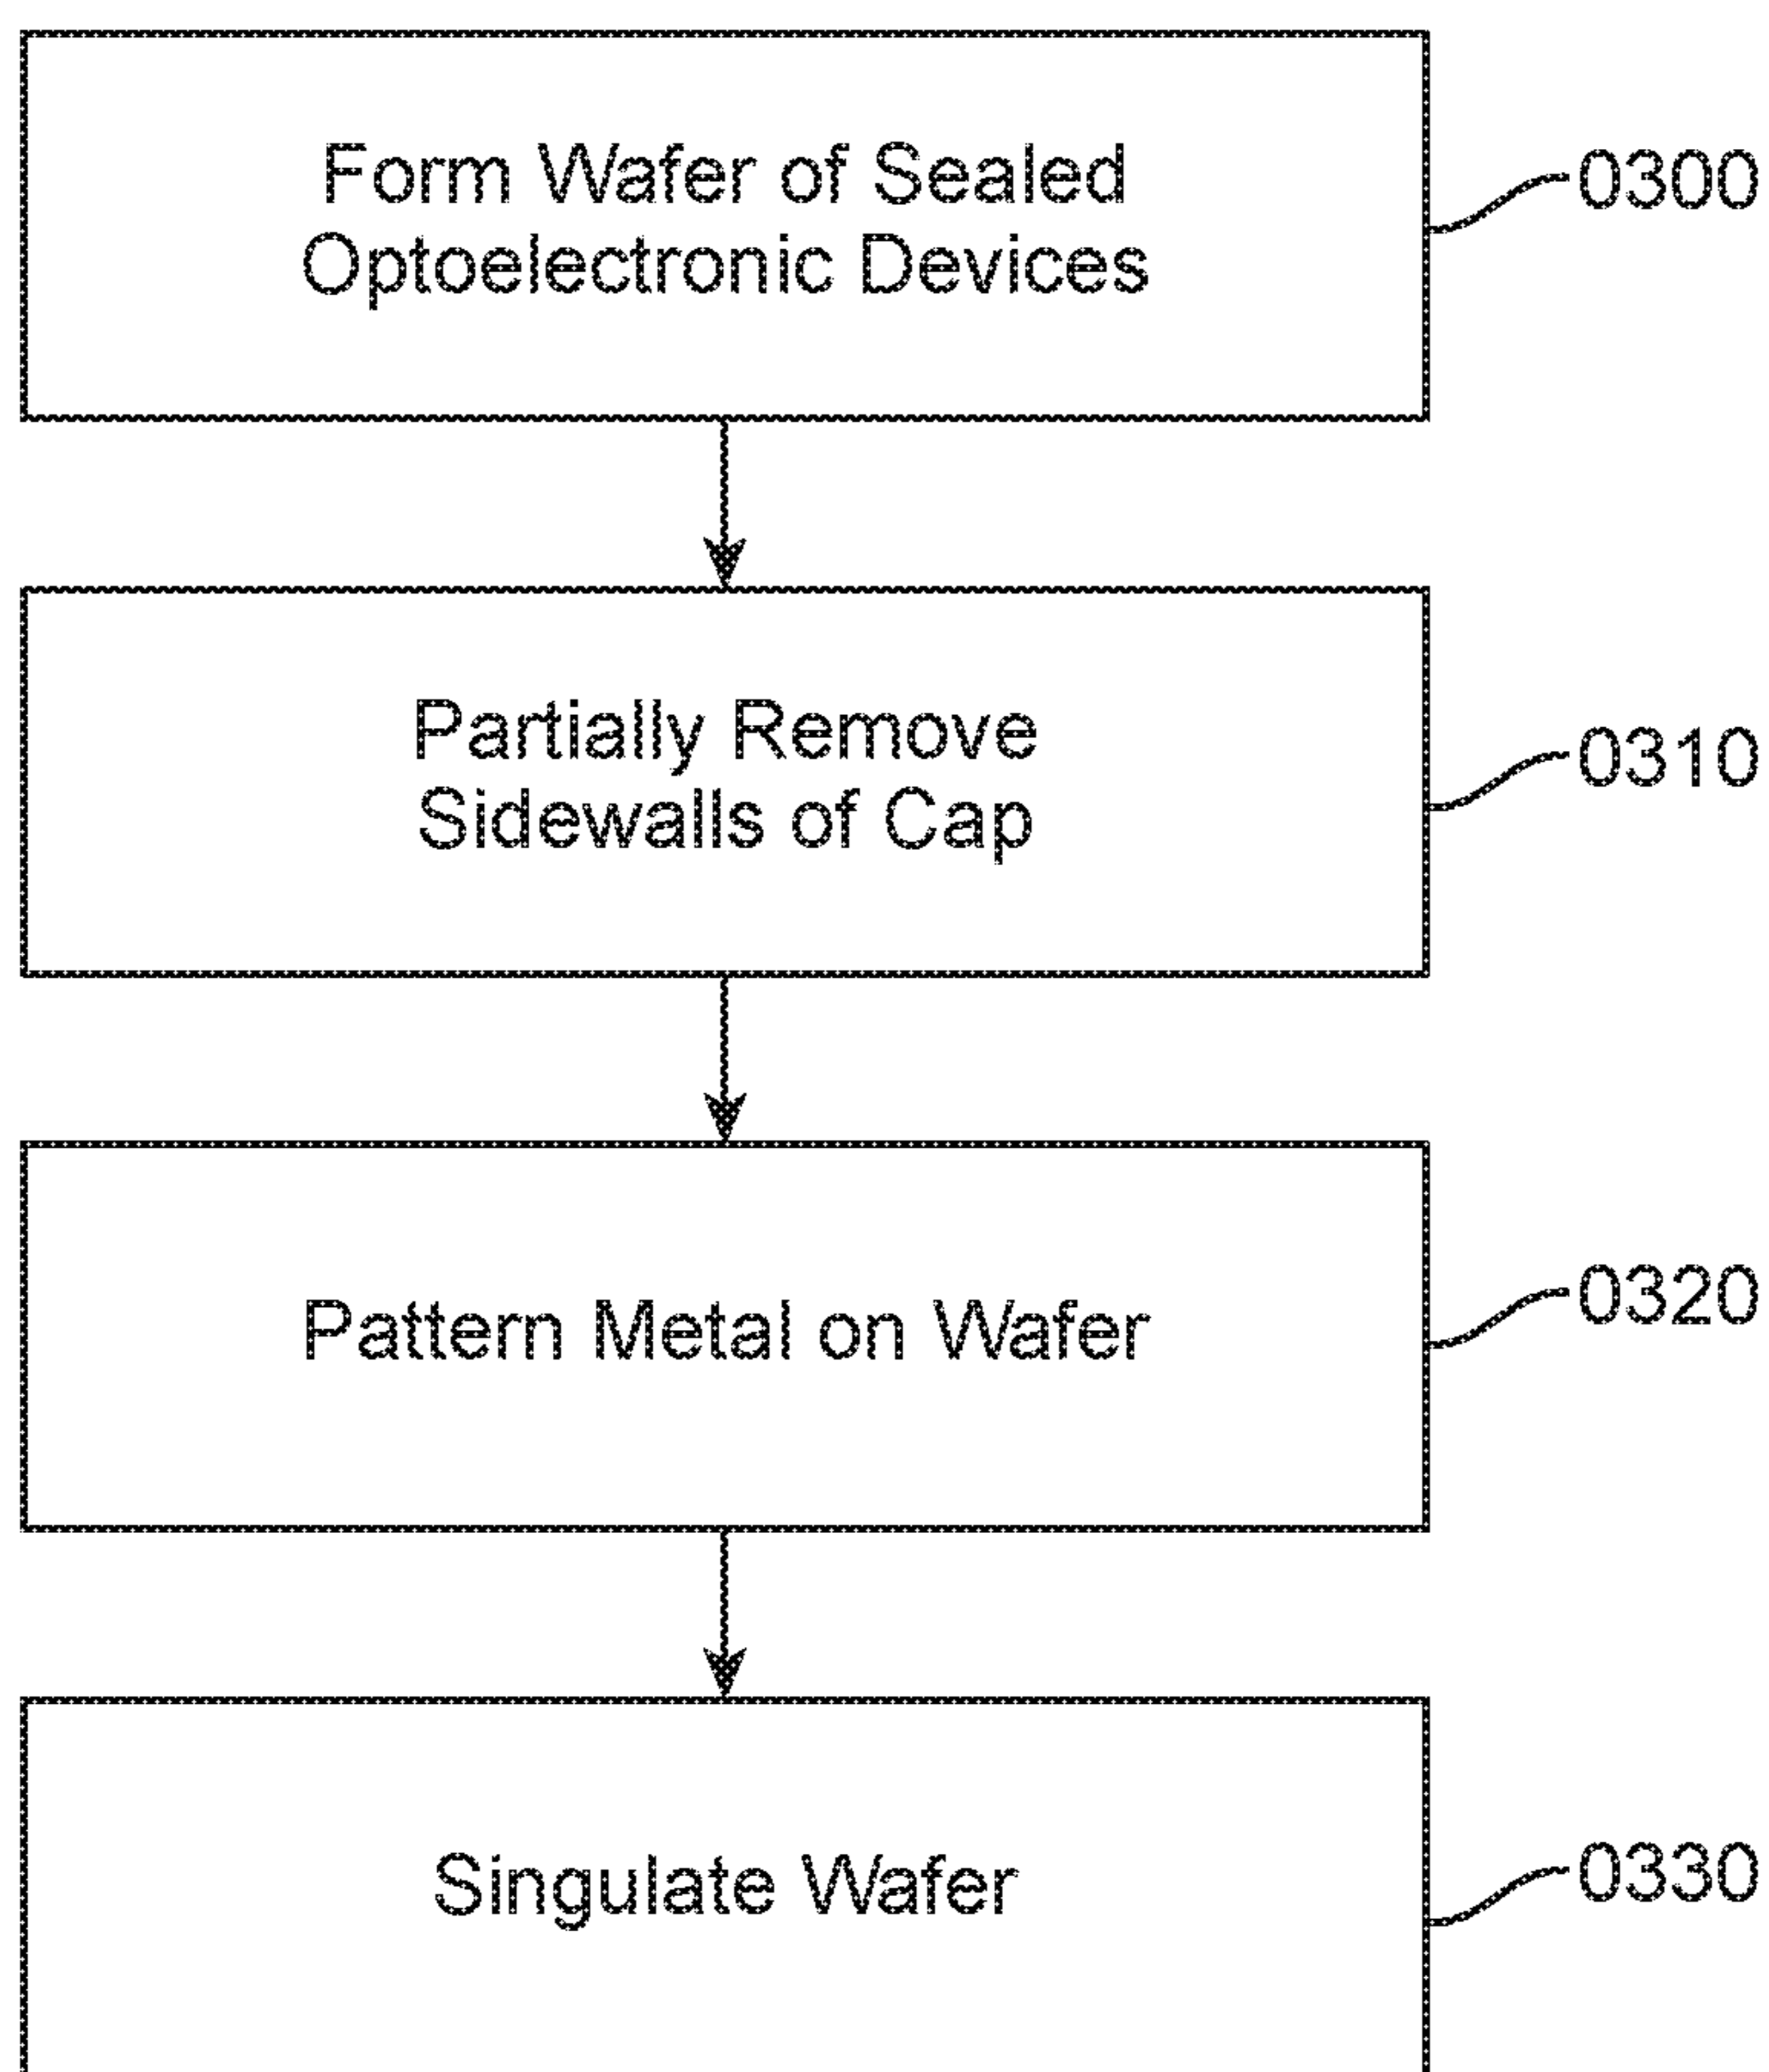 Form Wafer of Sealed
Optoelectronic Devices
0300
Partially Remove
Sidewalls of Cap
0310
Pattern Metal on Wafer
0320
Singulate Wafer
0330